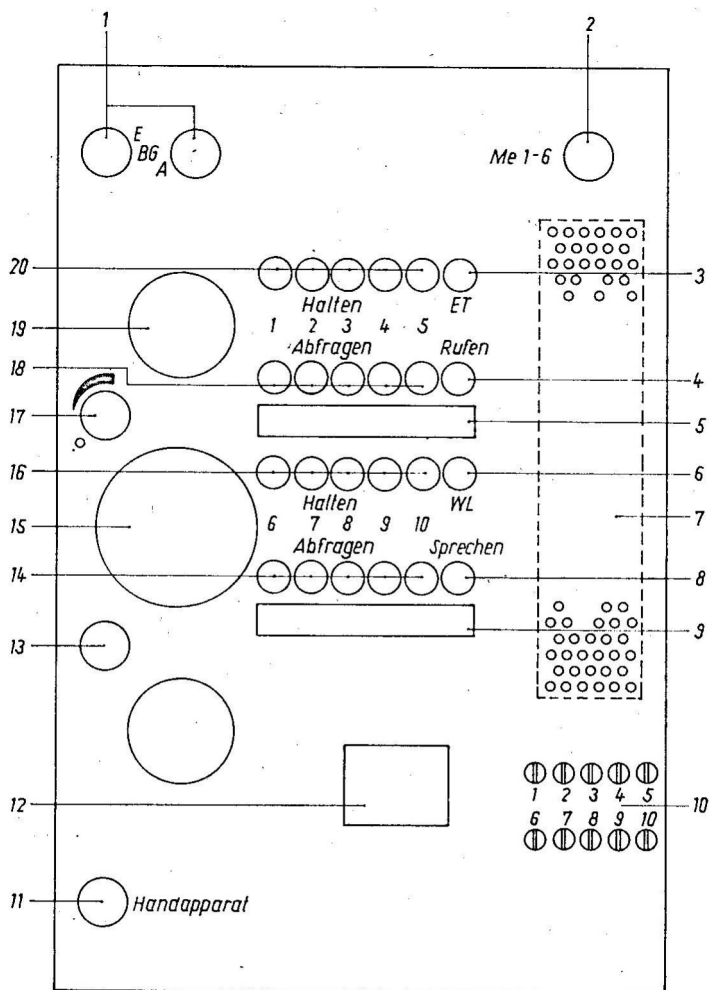 1 2
E
BG
A
Me 1-6
20 3
Halten ET
19 1 2 3 4 5
Abfragen Rufen
18 4
17 5
16 6
Halten WL
15 6 7 8 9 10 7
Abfragen Sprechen
14 8
13 9
12 1 2 3 4 5 10
6 7 8 9 10
11 Handapparat